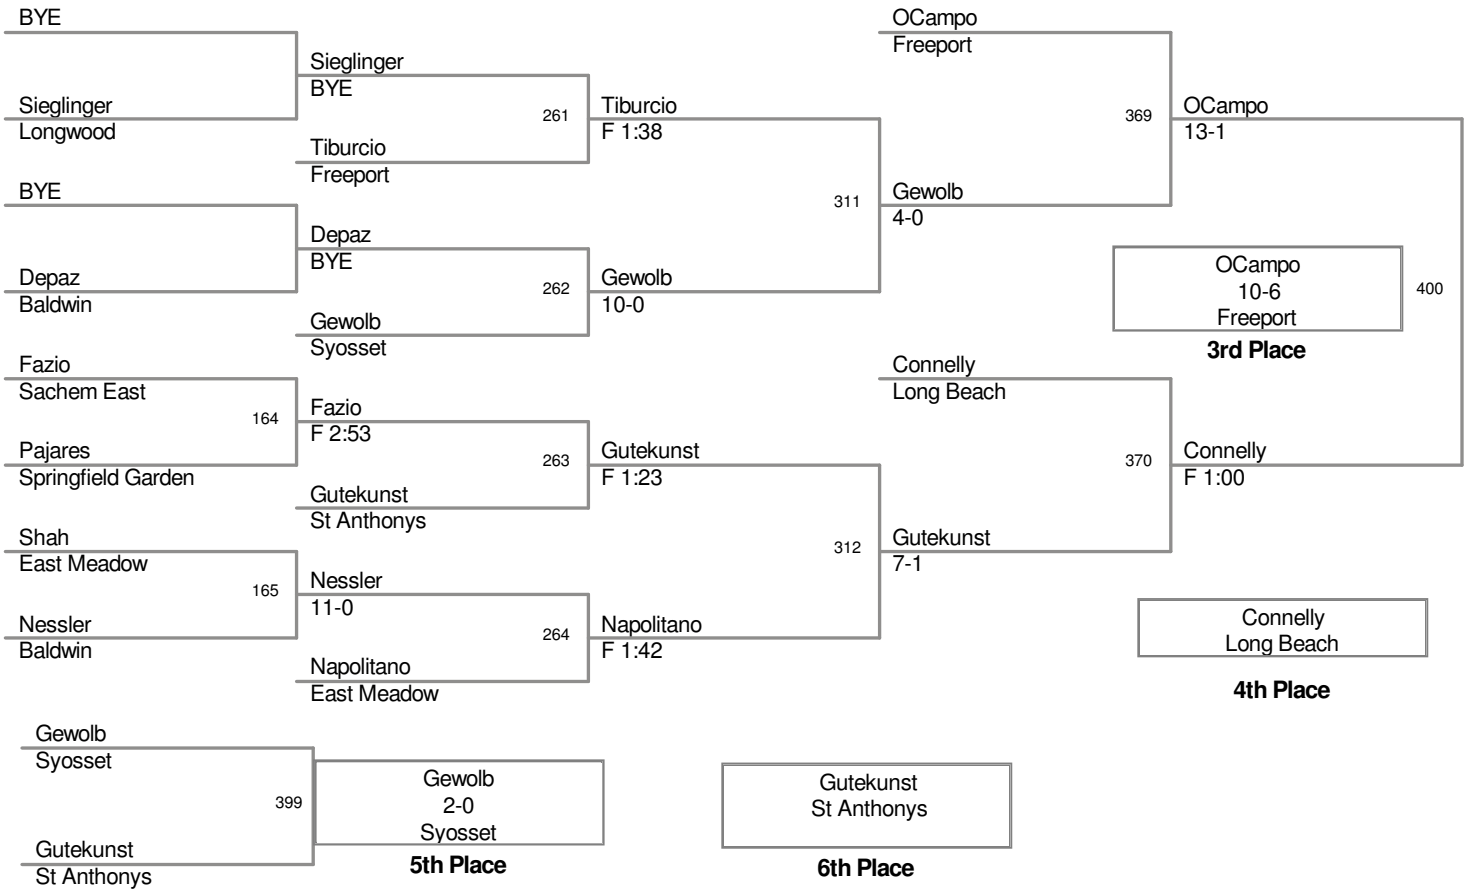 BYE
Sieglinger
Longwood
BYE
Depaz
Baldwin
Fazio
Sachem East
164
Pajares
Springfield Garden
Shah
East Meadow
165
Nessler
Baldwin
Sieglinger
BYE
261
Tiburcio
Freeport
Depaz
BYE
262
Gewolb
Syosset
Fazio
F 2:53
263
Gutekunst
St Anthonys
Nessler
11-0
264
Napolitano
East Meadow
Tiburcio
F 1:38
311
Gewolb
10-0
Gutekunst
F 1:23
312
Napolitano
F 1:42
OCampo
Freeport
369
Gewolb
4-0
Connelly
Long Beach
370
Gutekunst
7-1
OCampo
13-1
OCampo
10-6
Freeport
3rd Place
400
Connelly
F 1:00
Connelly
Long Beach
4th Place
Gewolb
Syosset
399
Gutekunst
St Anthonys
Gewolb
2-0
Syosset
5th Place
Gutekunst
St Anthonys
6th Place